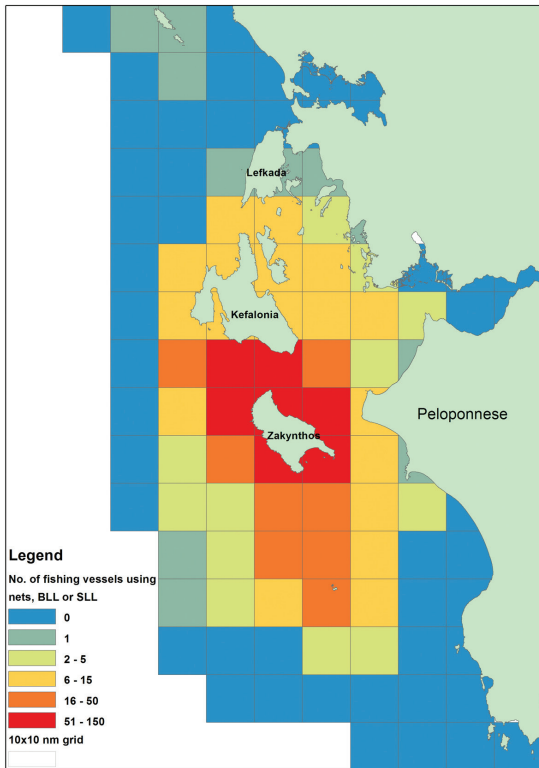 Lefkada
Kefalonia
Zakynthos
Peloponnese
Legend
No. of fishing vessels using
nets, BLL or SLL
0
1
2 - 5
6 - 15
16 - 50
51 - 150
10x10 nm grid